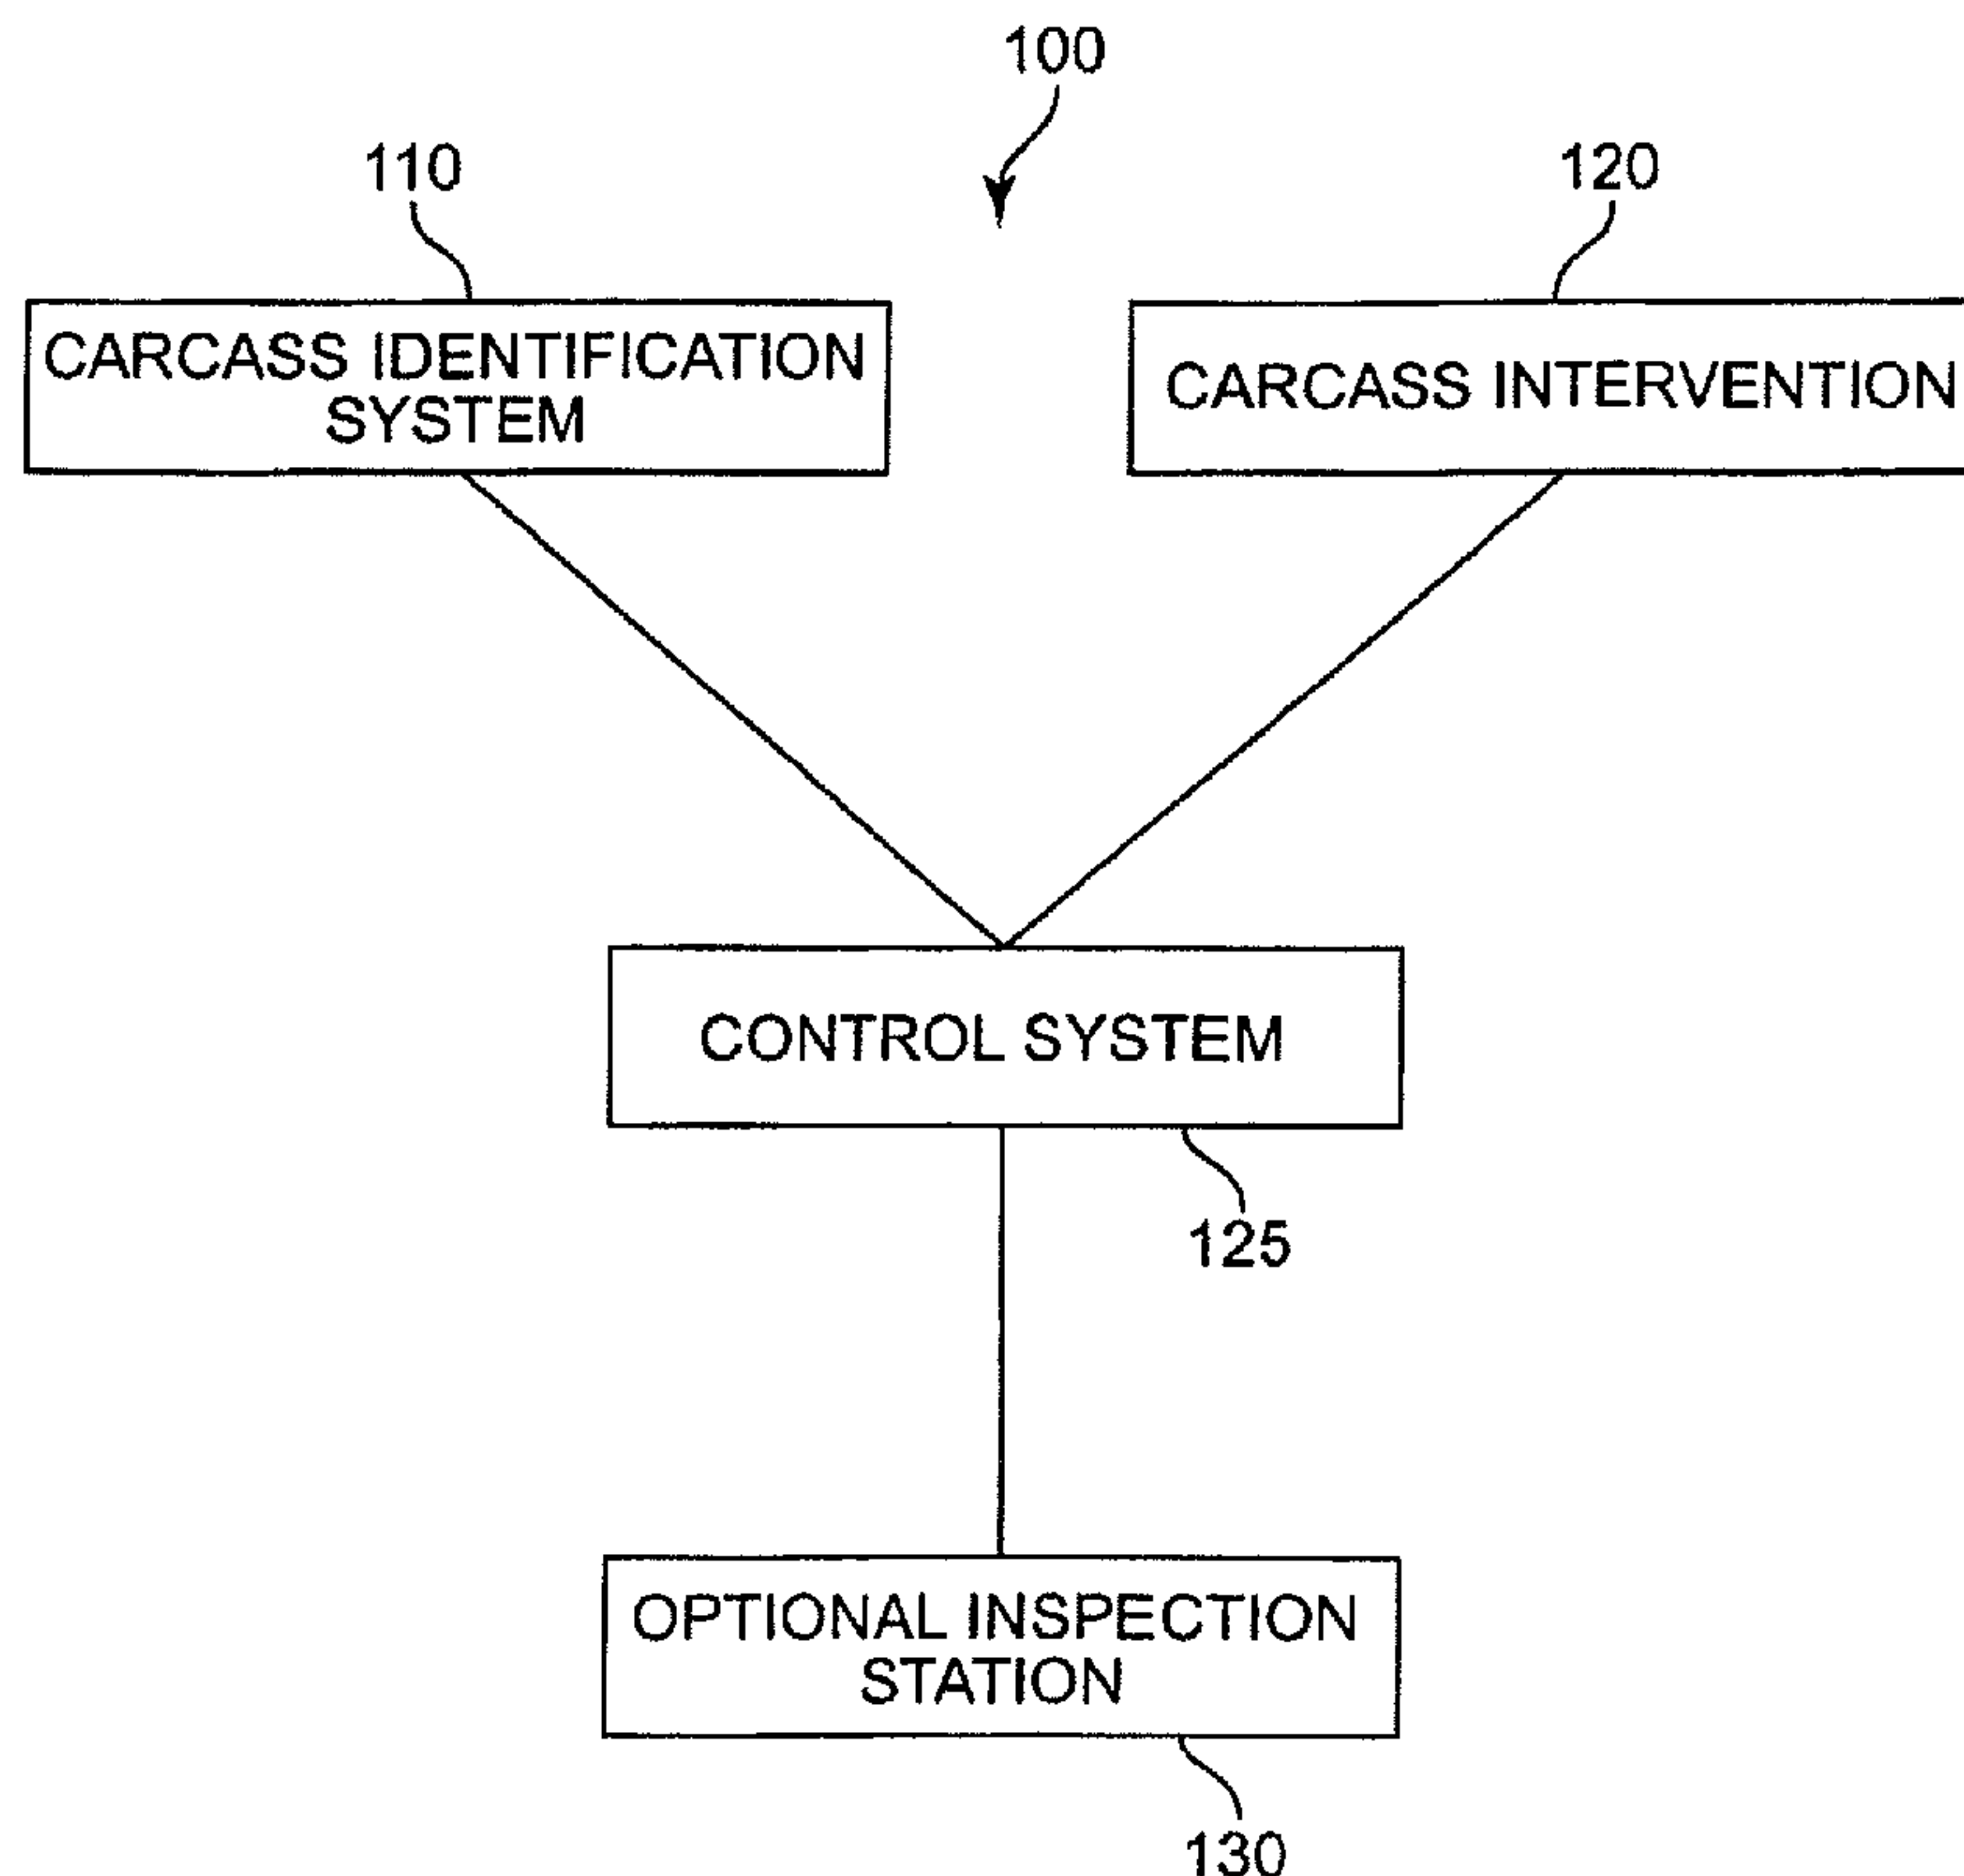 100
110
120
CARCASS IDENTIFICATION
SYSTEM
CARCASS INTERVENTION
CONTROL SYSTEM
125
OPTIONAL INSPECTION
STATION
130